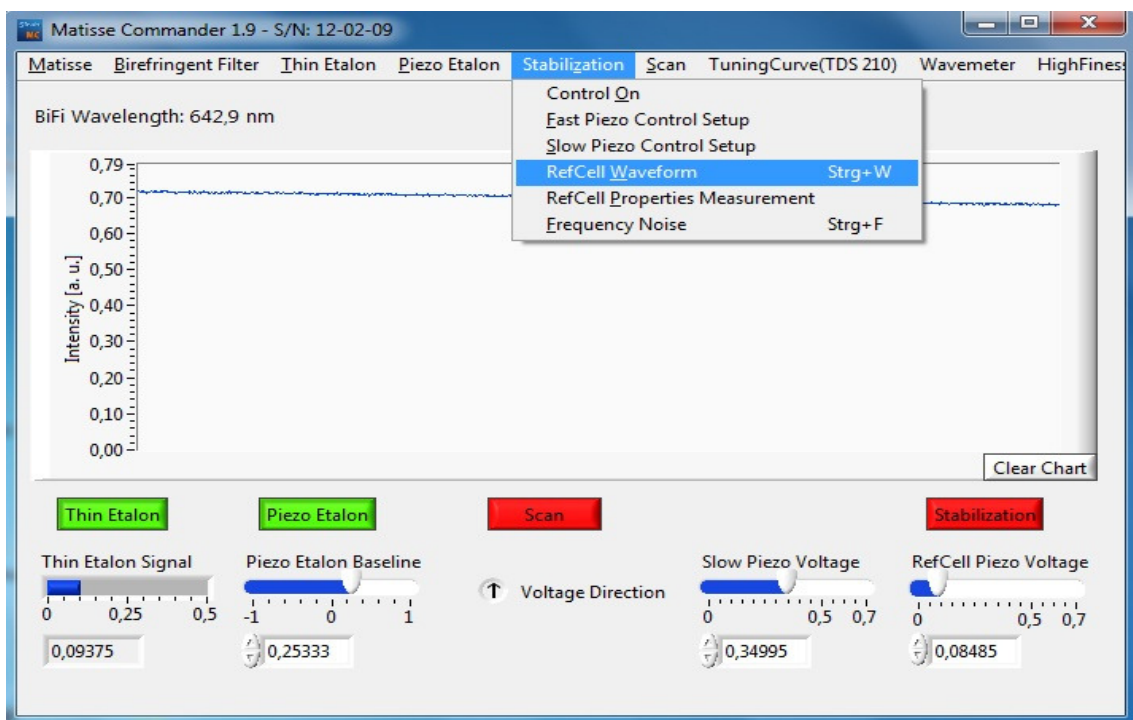 Matisse Commander 1.9 - S/N: 12-02-09
Matisse Birefringent Filter Thin Etalon Piezo Etalon Stabilization Scan TuningCurve(TDS 210) Wavemeter HighFiness
Control On
Fast Piezo Control Setup
Slow Piezo Control Setup
RefCell Waveform Strg+W
RefCell Properties Measurement
Frequency Noise Strg+F
BiFi Wavelength: 642,9 nm
Intensity [a. u.]
0,79
0,70
0,60
0,50
0,40
0,30
0,20
0,10
0,00
Clear Chart
Thin Etalon Piezo Etalon Scan Stabilization
Thin Etalon Signal Piezo Etalon Baseline Voltage Direction Slow Piezo Voltage RefCell Piezo Voltage
0 0,25 0,5 -1 0 1 0 0,5 0,7 0 0,5 0,7
0,09375 0,25333 0,34995 0,08485